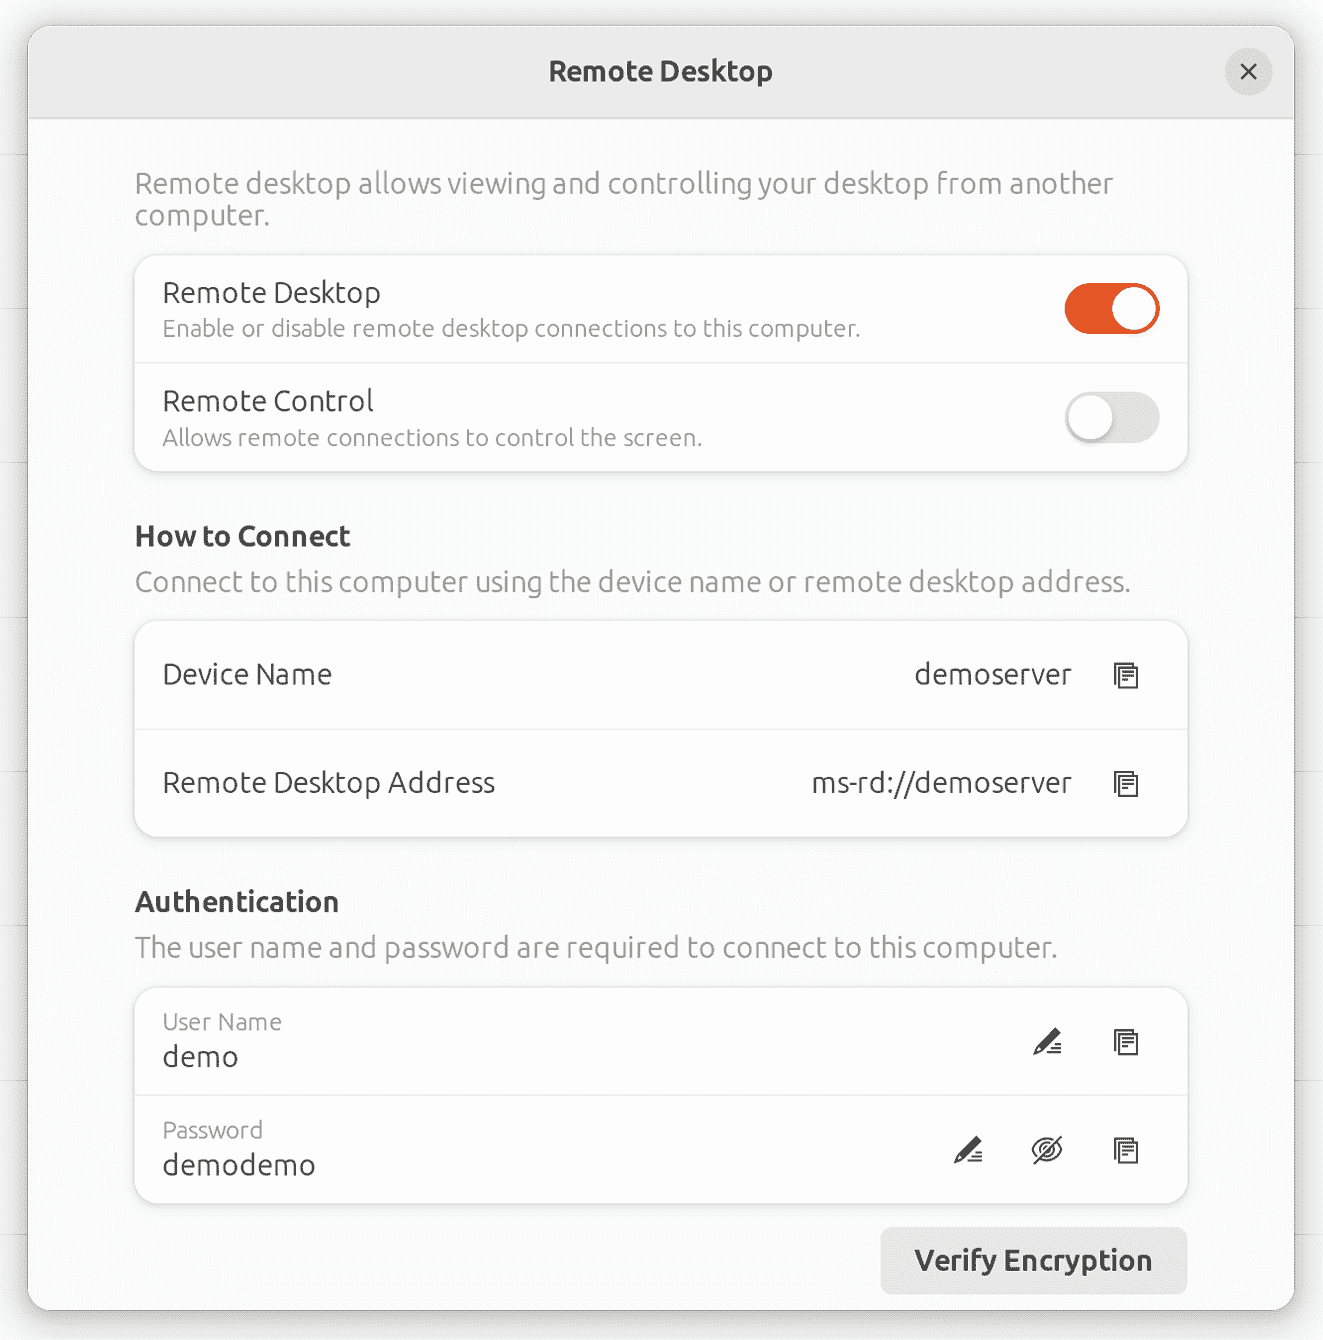 Remote Desktop
Remote desktop allows viewing and controlling your desktop from another
computer.
Remote Desktop
Enable or disable remote desktop connections to this computer.
Remote Control
Allows remote connections to control the screen.
How to Connect
Connect to this computer using the device name or remote desktop address.
Device Name demoserver
Remote Desktop Address ms-rd://demoserver
Authentication
The user name and password are required to connect to this computer.
User Name
demo
Password
demodemo
Verify Encryption